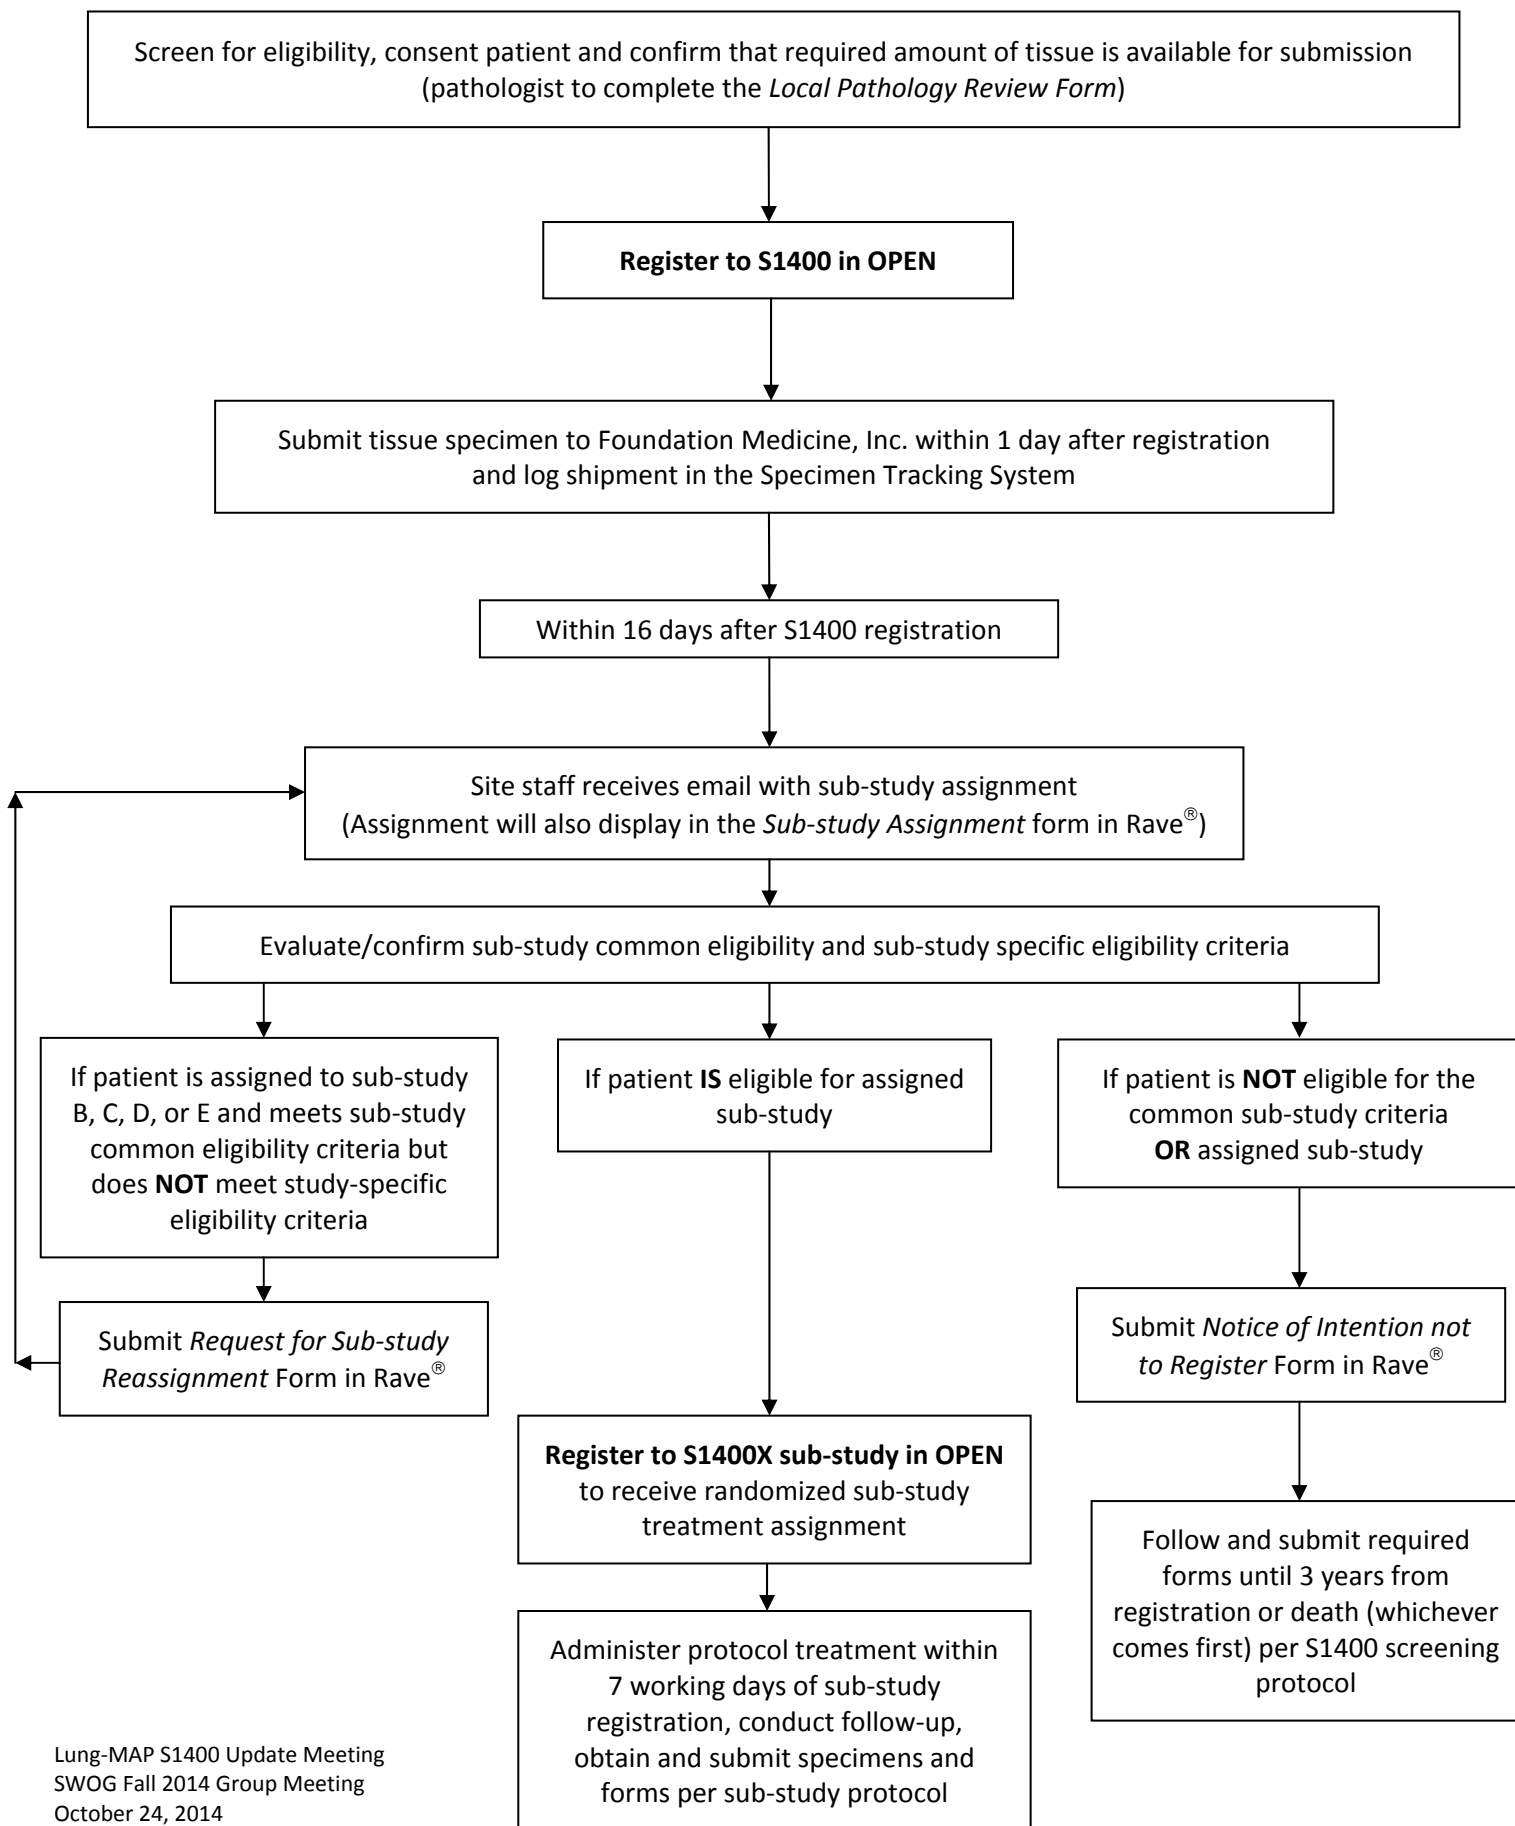 Screen for eligibility, consent patient and confirm that required amount of tissue is available for submission
(pathologist to complete the Local Pathology Review Form)
Register to S1400 in OPEN
Submit tissue specimen to Foundation Medicine, Inc. within 1 day after registration
and log shipment in the Specimen Tracking System
Within 16 days after S1400 registration
Site staff receives email with sub-study assignment
(Assignment will also display in the Sub-study Assignment form in Rave®)
Evaluate/confirm sub-study common eligibility and sub-study specific eligibility criteria
If patient is assigned to sub-study
B, C, D, or E and meets sub-study
common eligibility criteria but
does NOT meet study-specific
eligibility criteria
Submit Request for Sub-study
Reassignment Form in Rave®
If patient IS eligible for assigned
sub-study
Register to S1400X sub-study in OPEN
to receive randomized sub-study
treatment assignment
Administer protocol treatment within
7 working days of sub-study
registration, conduct follow-up,
obtain and submit specimens and
forms per sub-study protocol
If patient is NOT eligible for the
common sub-study criteria
OR assigned sub-study
Submit Notice of Intention not
to Register Form in Rave®
Follow and submit required
forms until 3 years from
registration or death (whichever
comes first) per S1400 screening
protocol
Lung-MAP S1400 Update Meeting
SWOG Fall 2014 Group Meeting
October 24, 2014